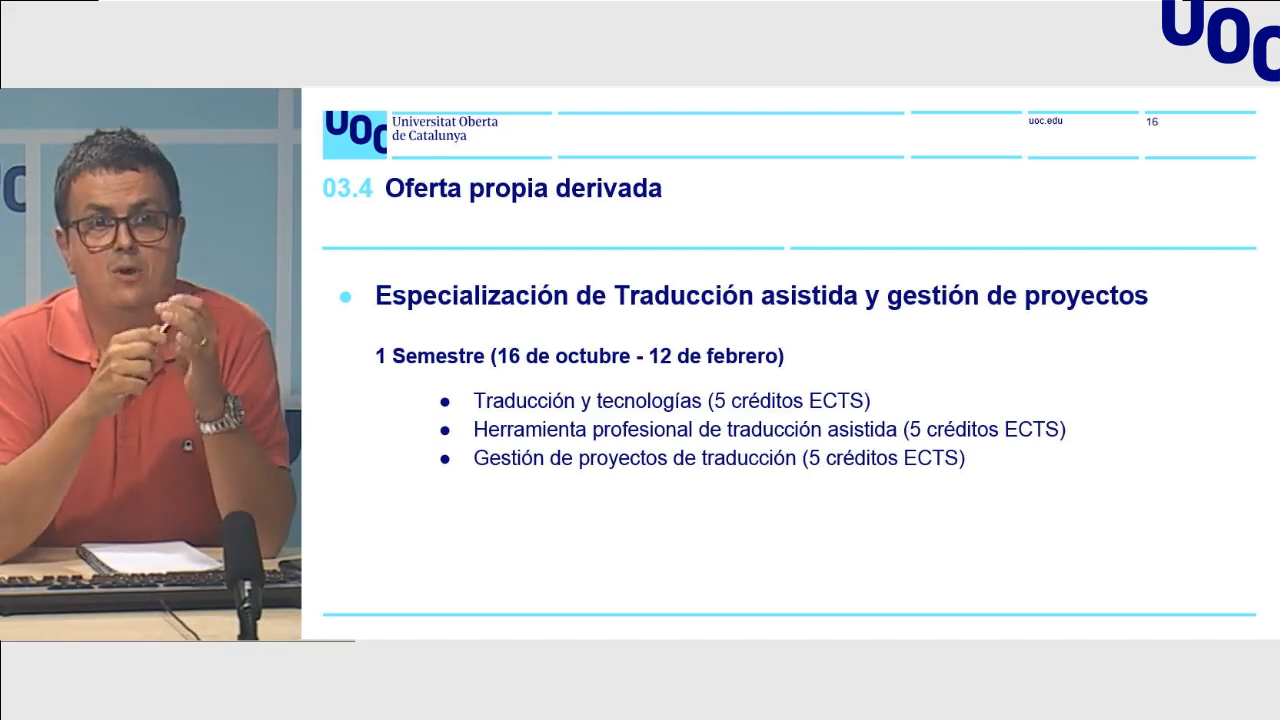 UOC
UOC
Universitat Oberta
de Catalunya
uoc.edu
16
03.4 Oferta propia derivada
● Especialización de Traducción asistida y gestión de proyectos
1 Semestre (16 de octubre - 12 de febrero)
● Traducción y tecnologías (5 créditos ECTS)
● Herramienta profesional de traducción asistida (5 créditos ECTS)
● Gestión de proyectos de traducción (5 créditos ECTS)